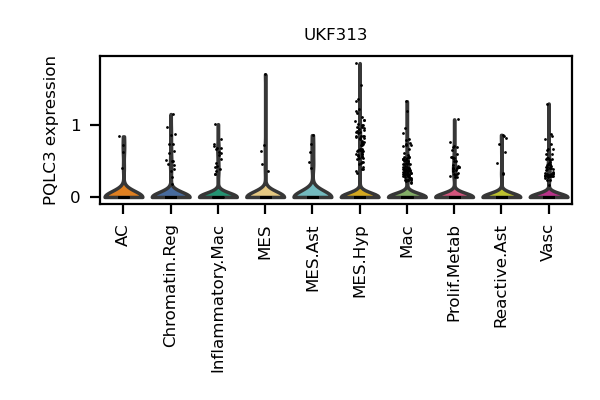 UKF313
PQLC3 expression
1
0
AC
Chromatin.Reg
Inflammatory.Mac
MES
MES.Ast
MES.Hyp
Mac
Prolif.Metab
Reactive.Ast
Vasc